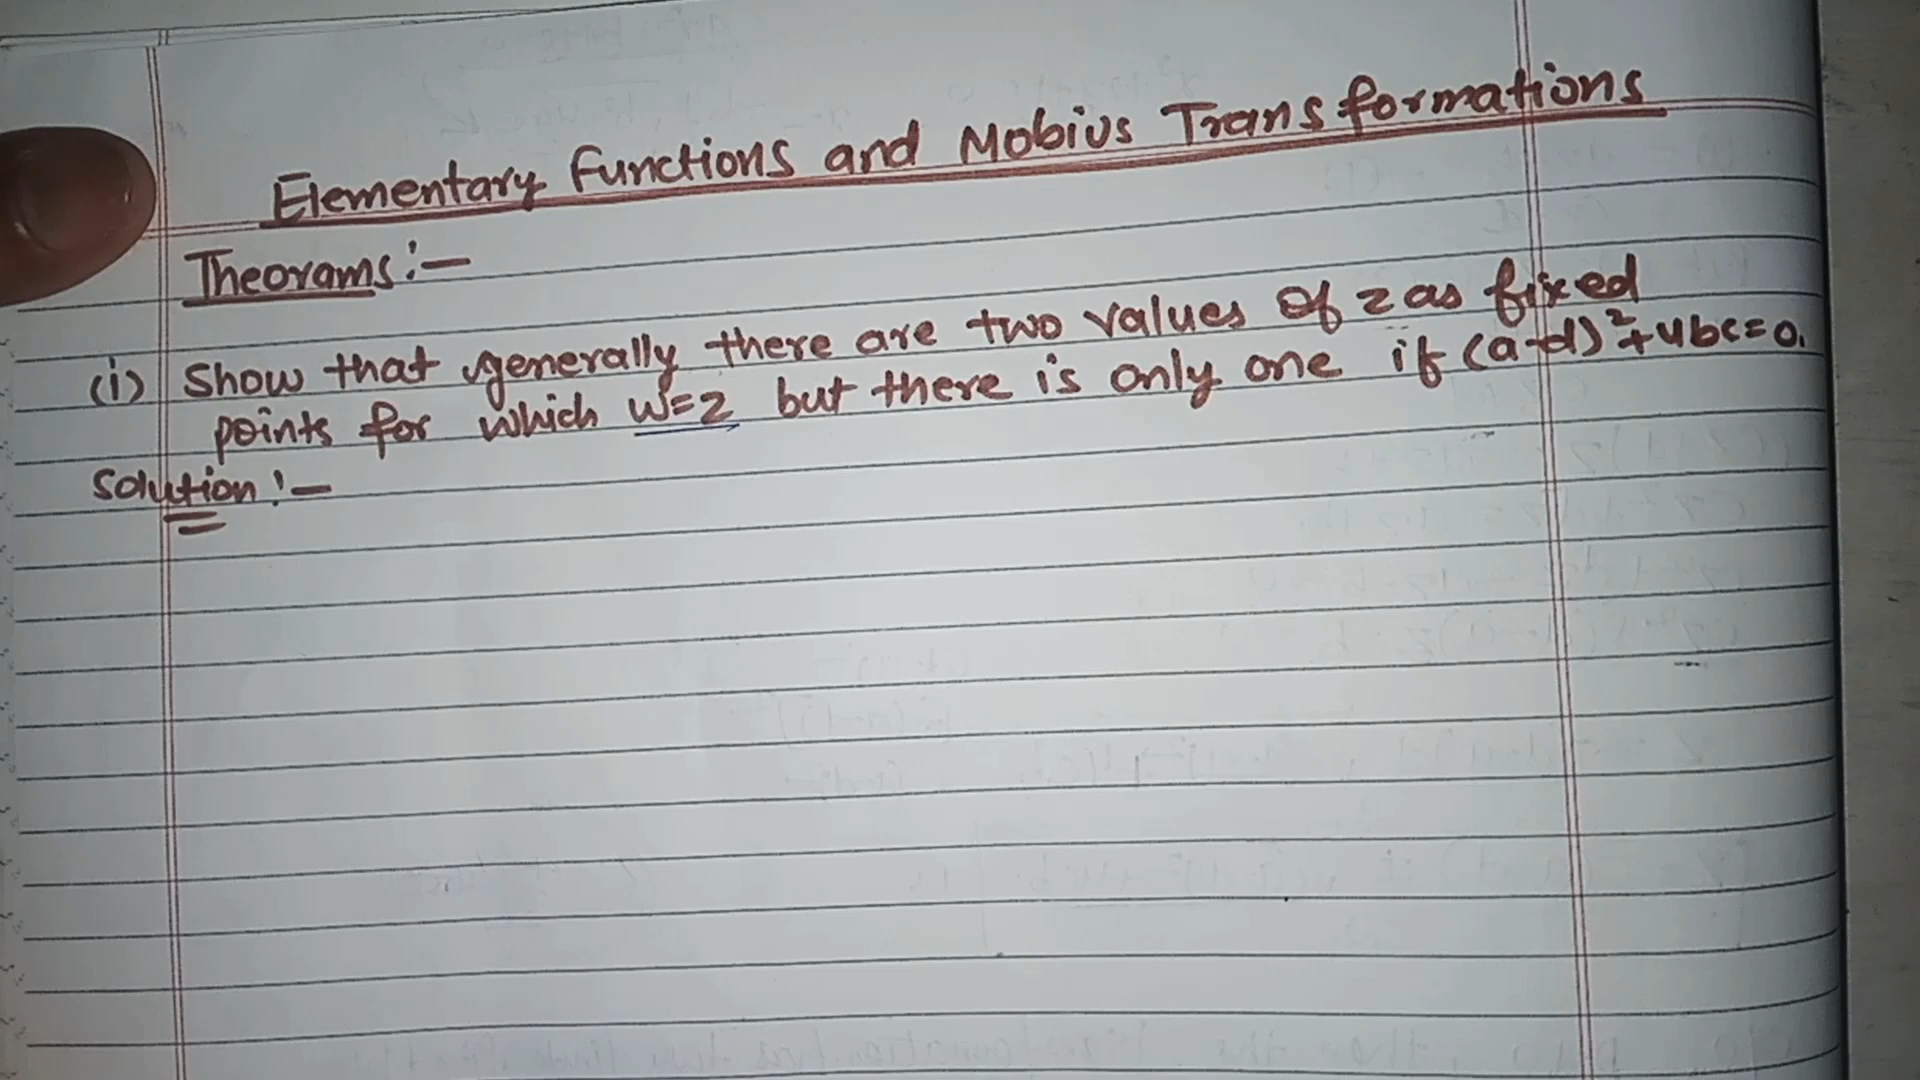 Elementary functions and Mobius Transformations
Theorams:-
(i) Show that generally there are two values of z as fixed
points for which w=z but there is only one if (a-d)²+4bc=0.
Solution:-